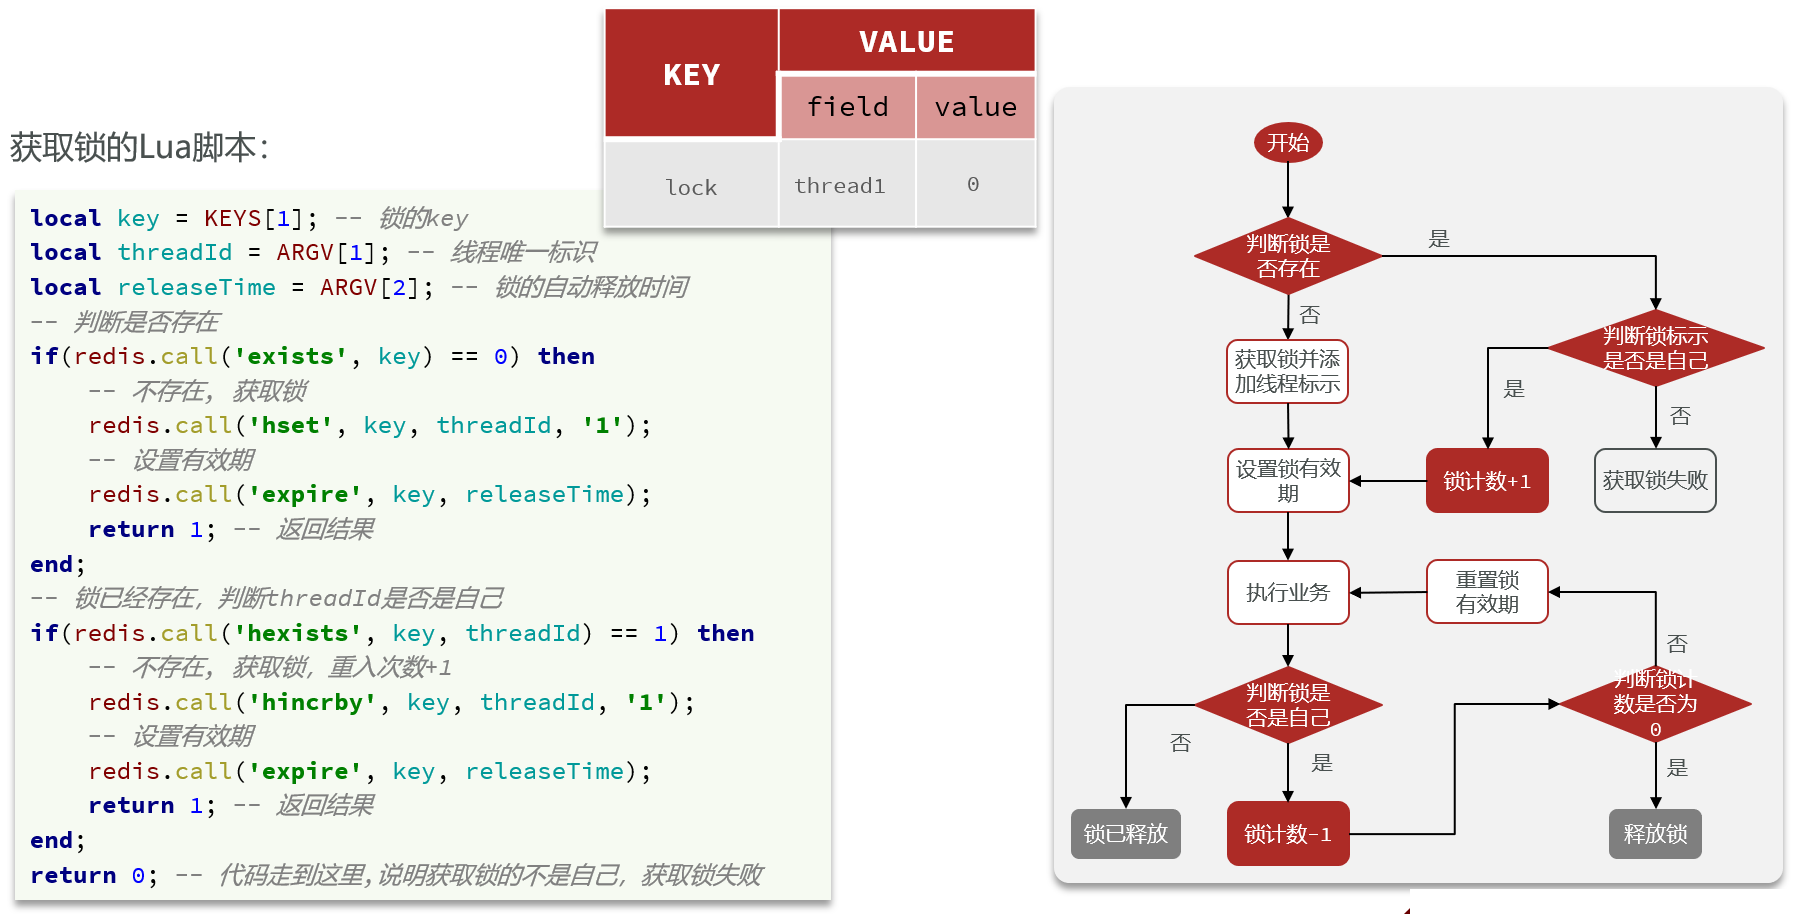 KEY
VALUE
field
value
lock
thread1
0
获取锁的Lua脚本：
local key = KEYS[1]; -- 锁的key
local threadId = ARGV[1]; -- 线程唯一标识
local releaseTime = ARGV[2]; -- 锁的自动释放时间
-- 判断是否存在
if(redis.call('exists', key) == 0) then
-- 不存在, 获取锁
redis.call('hset', key, threadId, '1');
-- 设置有效期
redis.call('expire', key, releaseTime);
return 1; -- 返回结果
end;
-- 锁已经存在，判断threadId是否是自己
if(redis.call('hexists', key, threadId) == 1) then
-- 不存在, 获取锁，重入次数+1
redis.call('hincrby', key, threadId, '1');
-- 设置有效期
redis.call('expire', key, releaseTime);
return 1; -- 返回结果
end;
return 0; -- 代码走到这里,说明获取锁的不是自己，获取锁失败
开始
判断锁是
否存在
是
否
判断锁标示
是否是自己
获取锁并添
加线程标示
是
否
设置锁有效
期
锁计数+1
获取锁失败
执行业务
重置锁
有效期
否
判断锁是
否是自己
判断锁计
数是否为
0
否
是
是
锁已释放
锁计数-1
释放锁